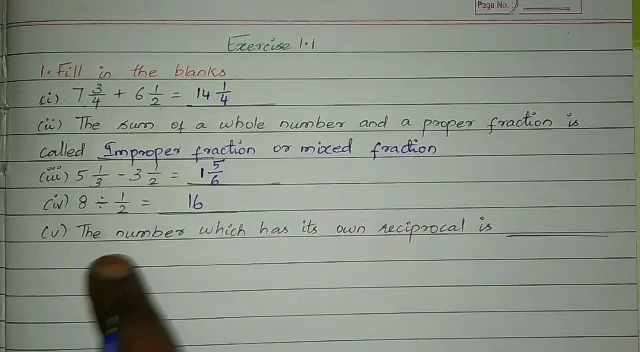 Page No.:
Exercise 1.1
1. Fill in the blanks
(i) 7 3/4 + 6 1/2 = 14 1/4
(ii) The sum of a whole number and a proper fraction is
called Improper fraction or mixed fraction
(iii) 5 1/3 - 3 1/2 = 1 5/6
(iv) 8 ÷ 1/2 = 16
(v) The number which has its own reciprocal is ________